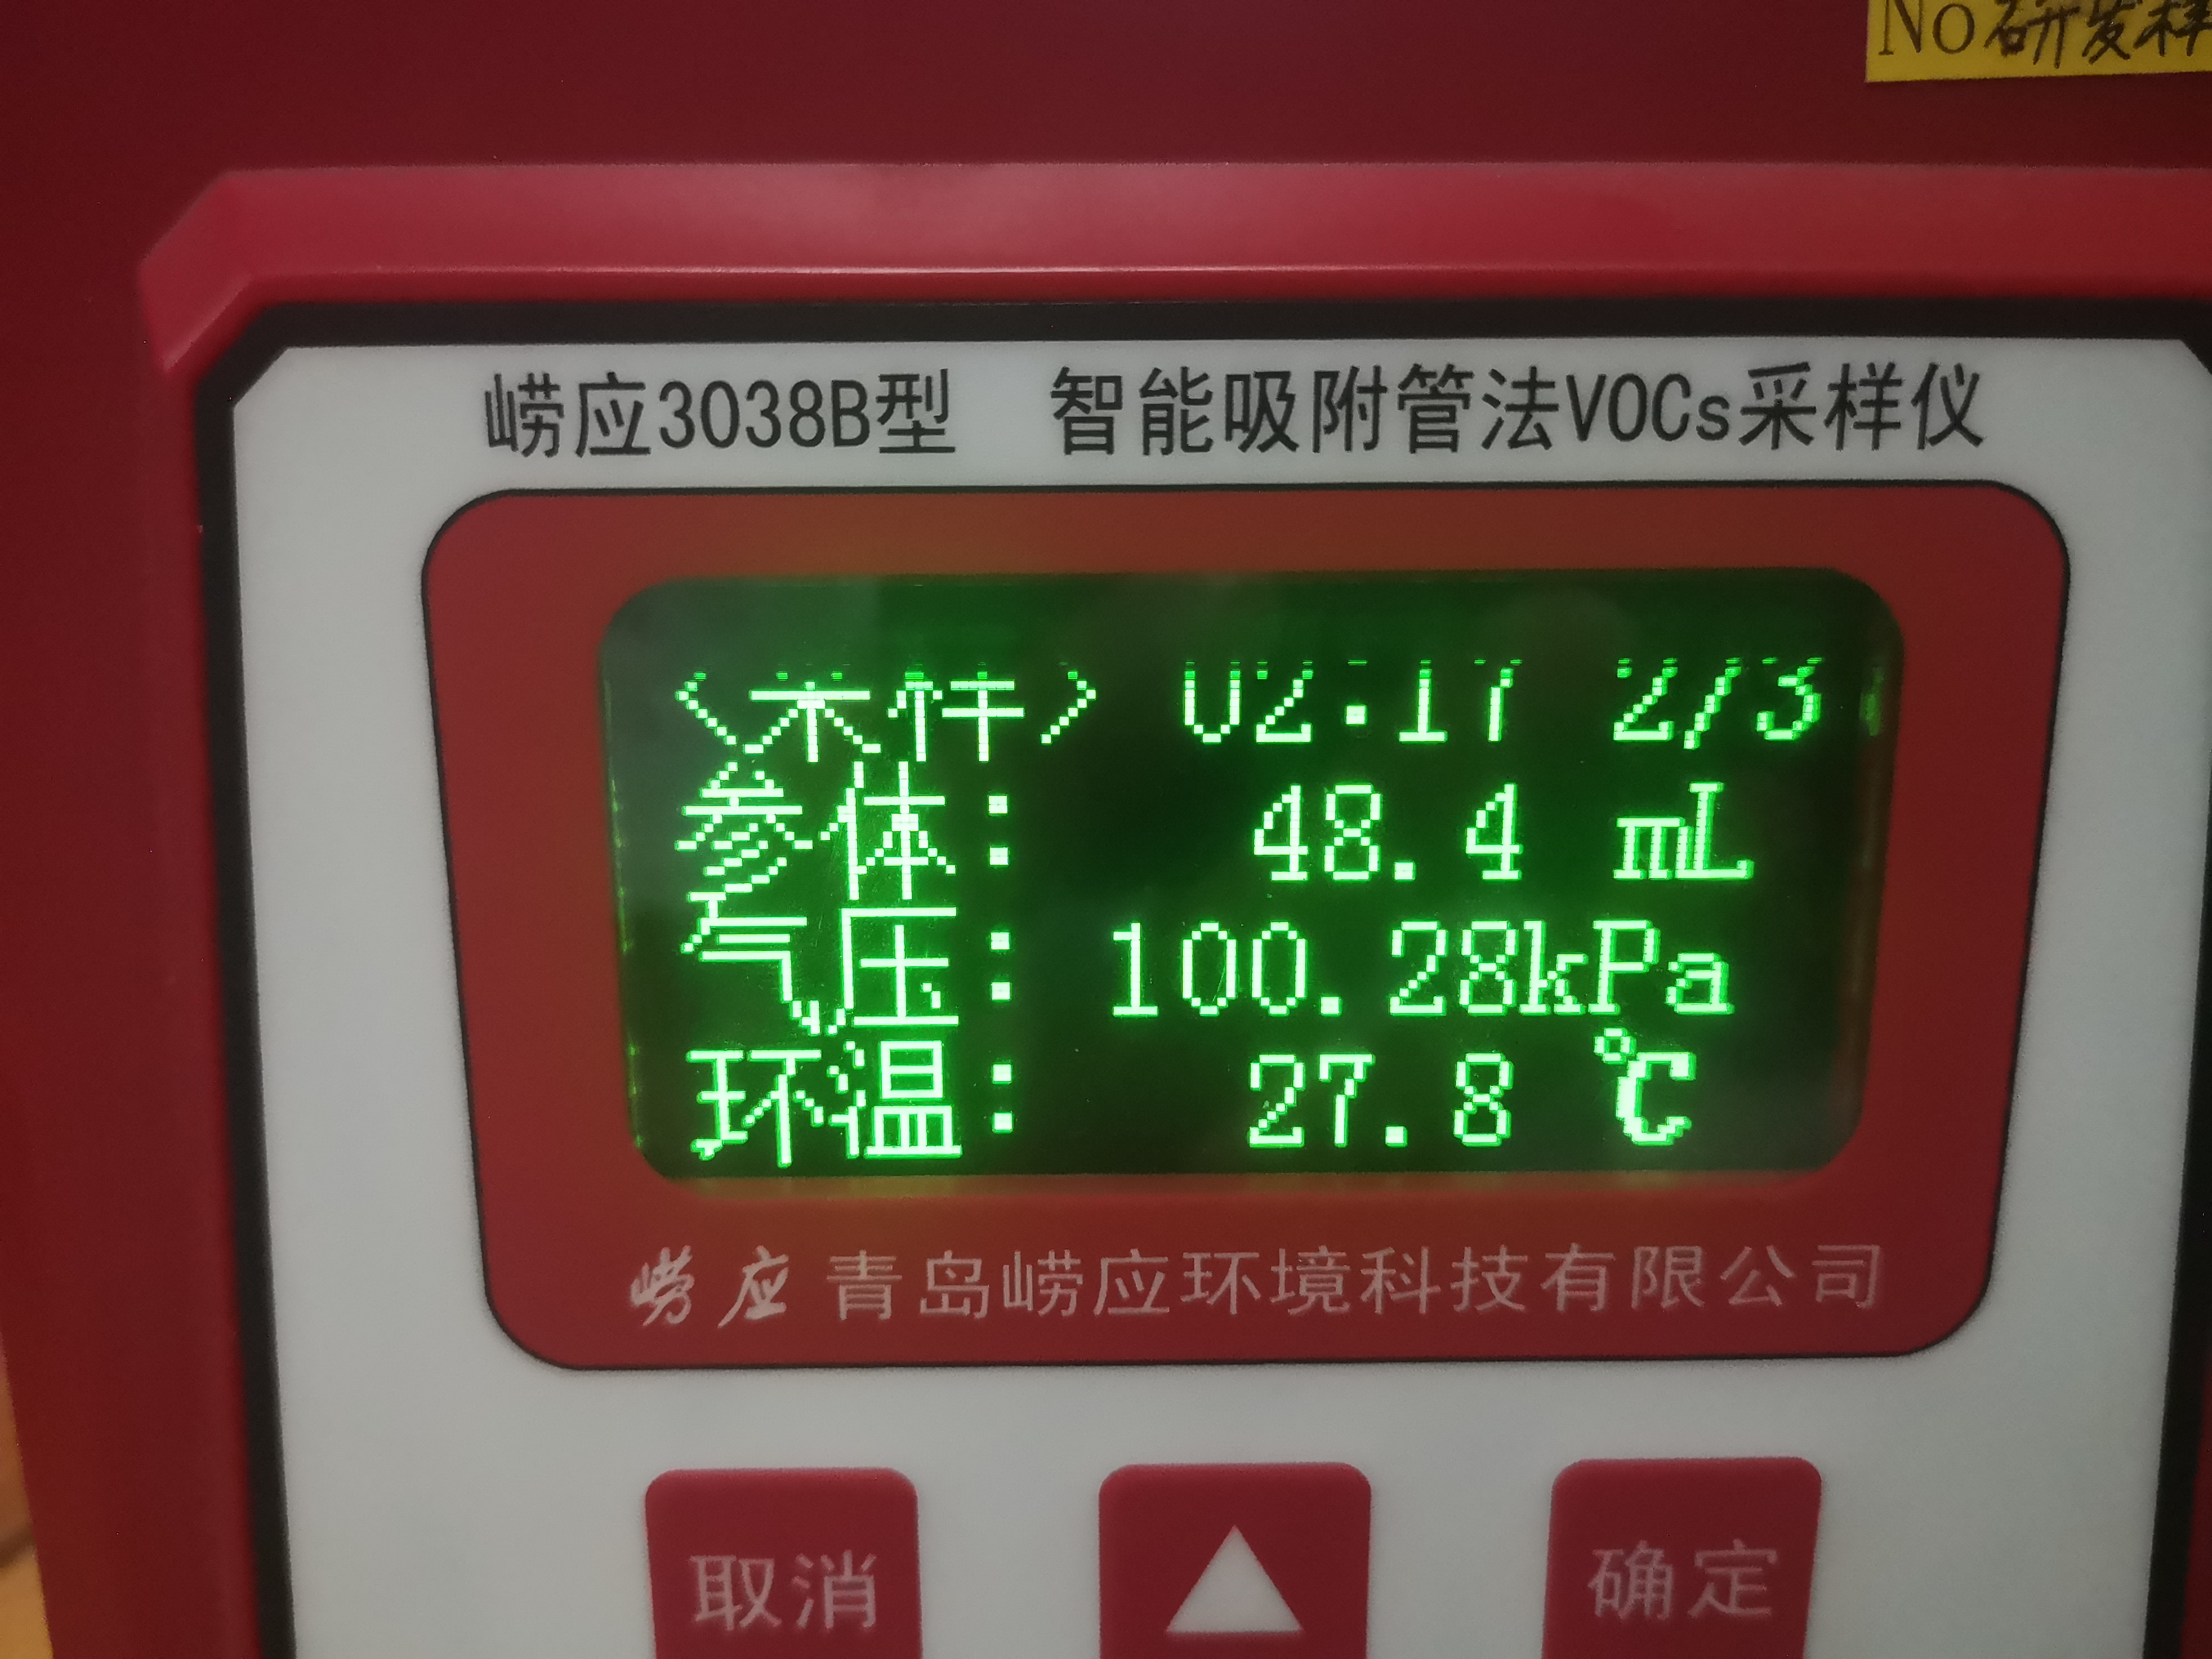 No研发样
崂应3038B型 智能吸附管法VOCs采样仪
<采样> 02:17 2/3
参体: 48.4 mL
气压: 100.28kPa
环温: 27.8 ℃
崂应 青岛崂应环境科技有限公司
取消
确定